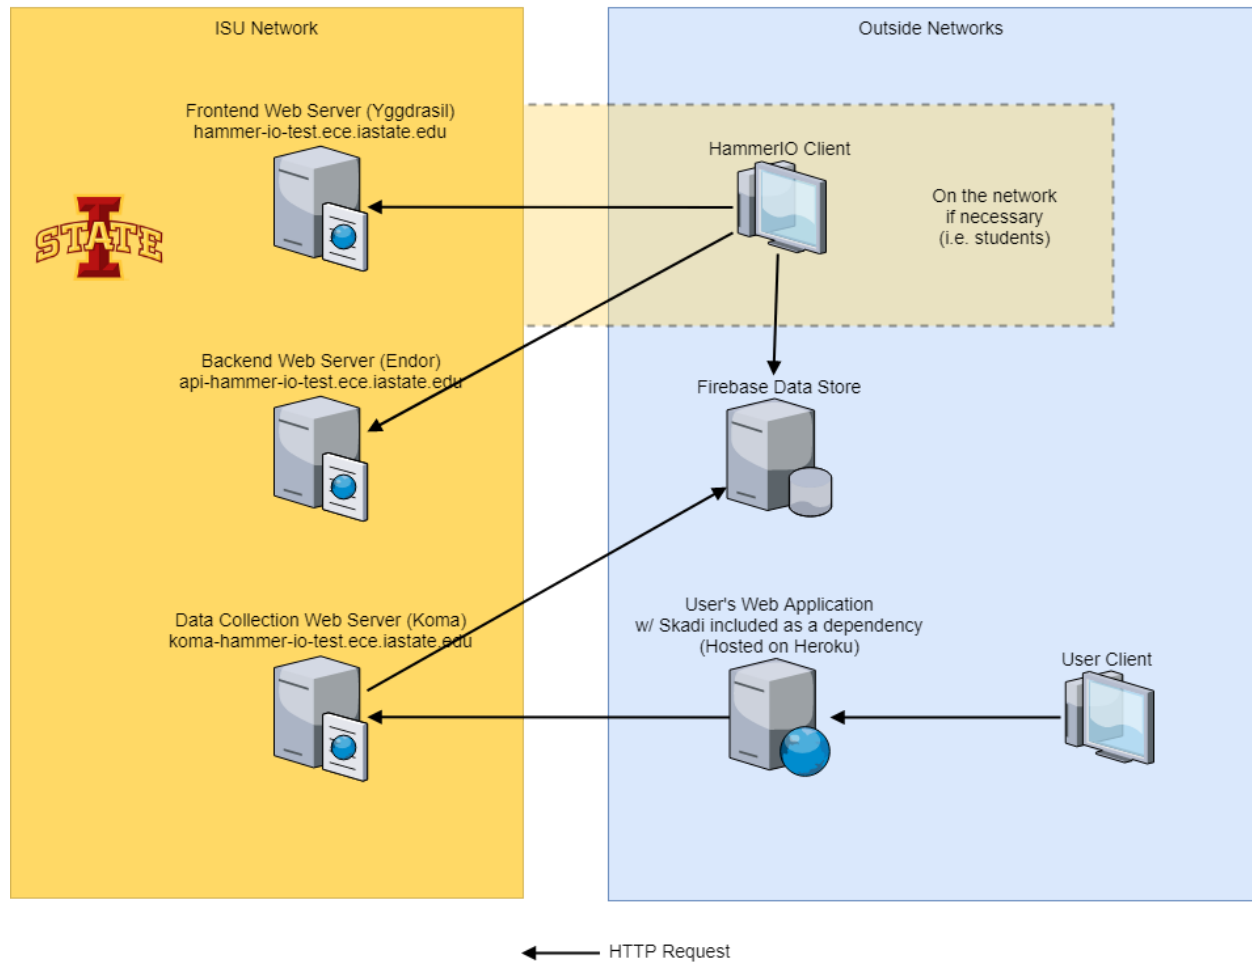 ISU Network
Outside Networks
Frontend Web Server (Yggdrasil)
hammer-io-test.ece.iastate.edu
HammerIO Client
On the network
if necessary
(i.e. students)
STATE
Backend Web Server (Endor)
api-hammer-io-test.ece.iastate.edu
Firebase Data Store
Data Collection Web Server (Koma)
koma-hammer-io-test.ece.iastate.edu
User's Web Application
w/ Skadi included as a dependency
(Hosted on Heroku)
User Client
HTTP Request